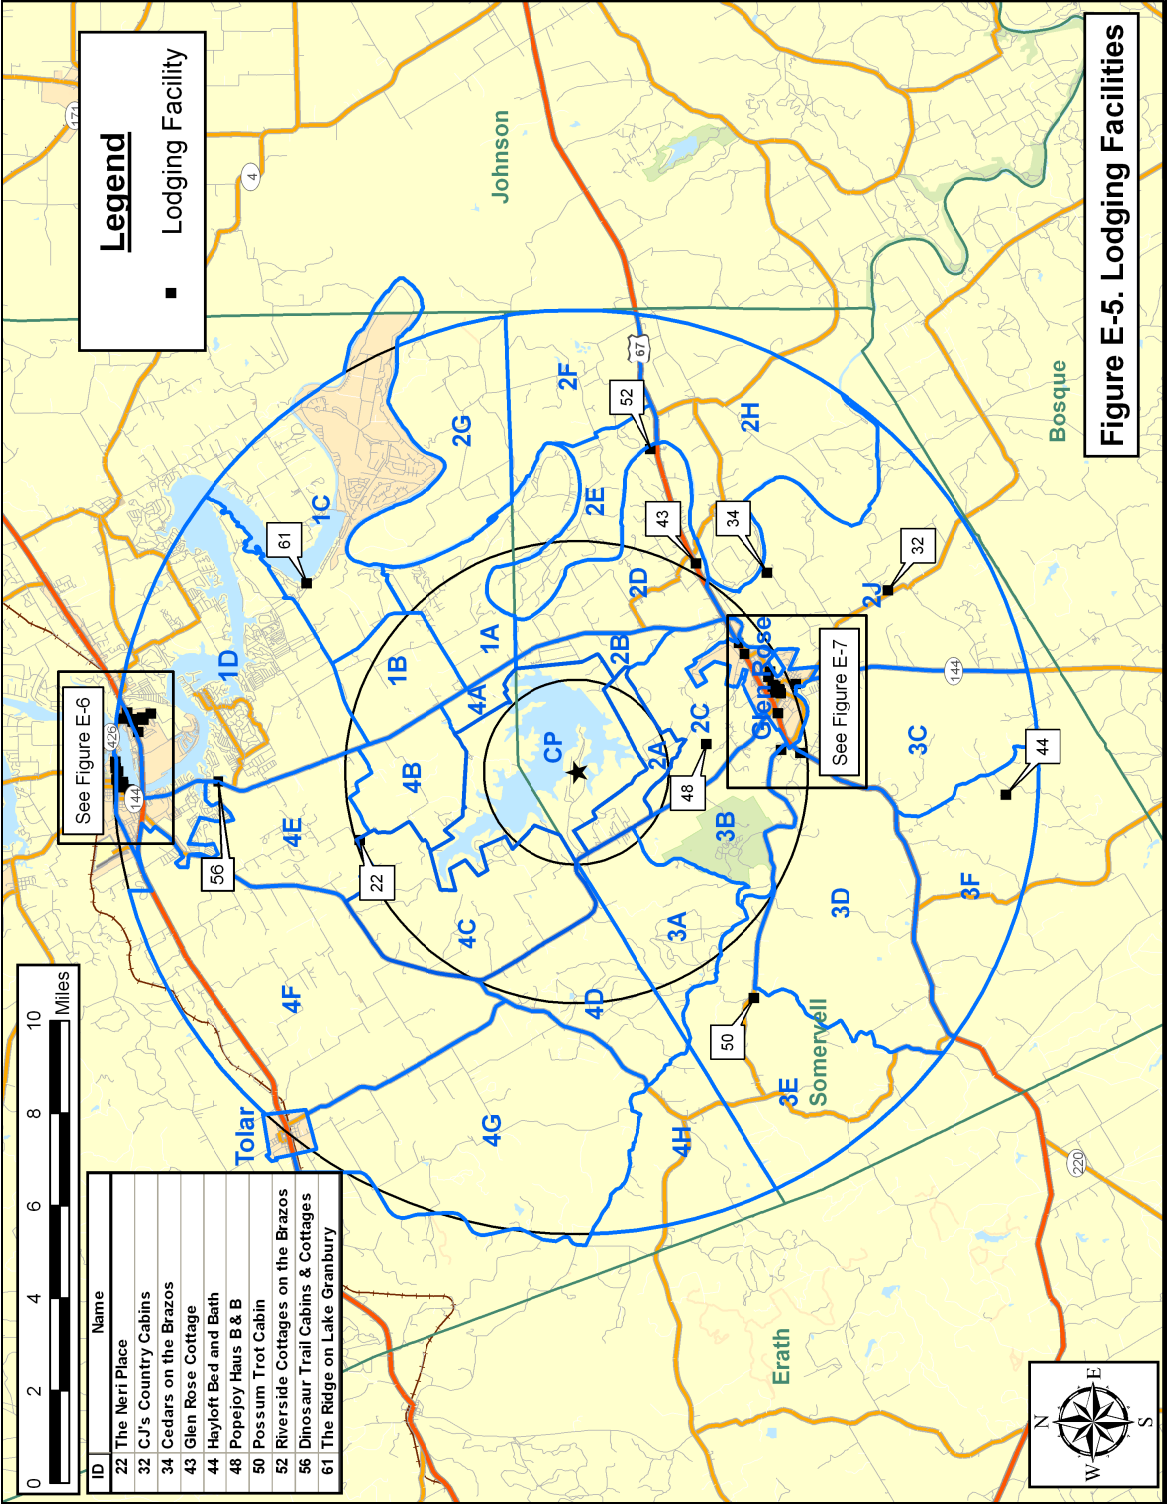 Figure E-5. Lodging Facilities
Legend
Lodging Facility
0 2 4 6 8 10
Miles
ID Name
22 The Neri Place
32 CJ's Country Cabins
34 Cedars on the Brazos
43 Glen Rose Cottage
44 Hayloft Bed and Bath
48 Popejoy Haus B & B
50 Possum Trot Cabin
52 Riverside Cottages on the Brazos
56 Dinosaur Trail Cabins & Cottages
61 The Ridge on Lake Granbury
See Figure E-6
See Figure E-7
Tolar
Glen Rose
Johnson
Bosque
Somervell
Erath
CP
1A
1B
1C
1D
2A
2B
2C
2D
2E
2F
2G
2H
2J
3A
3B
3C
3D
3E
3F
4A
4B
4C
4D
4E
4F
4G
4H
22
32
34
43
44
48
50
52
56
61
171
4
67
144
144
426
220
N
E
S
W